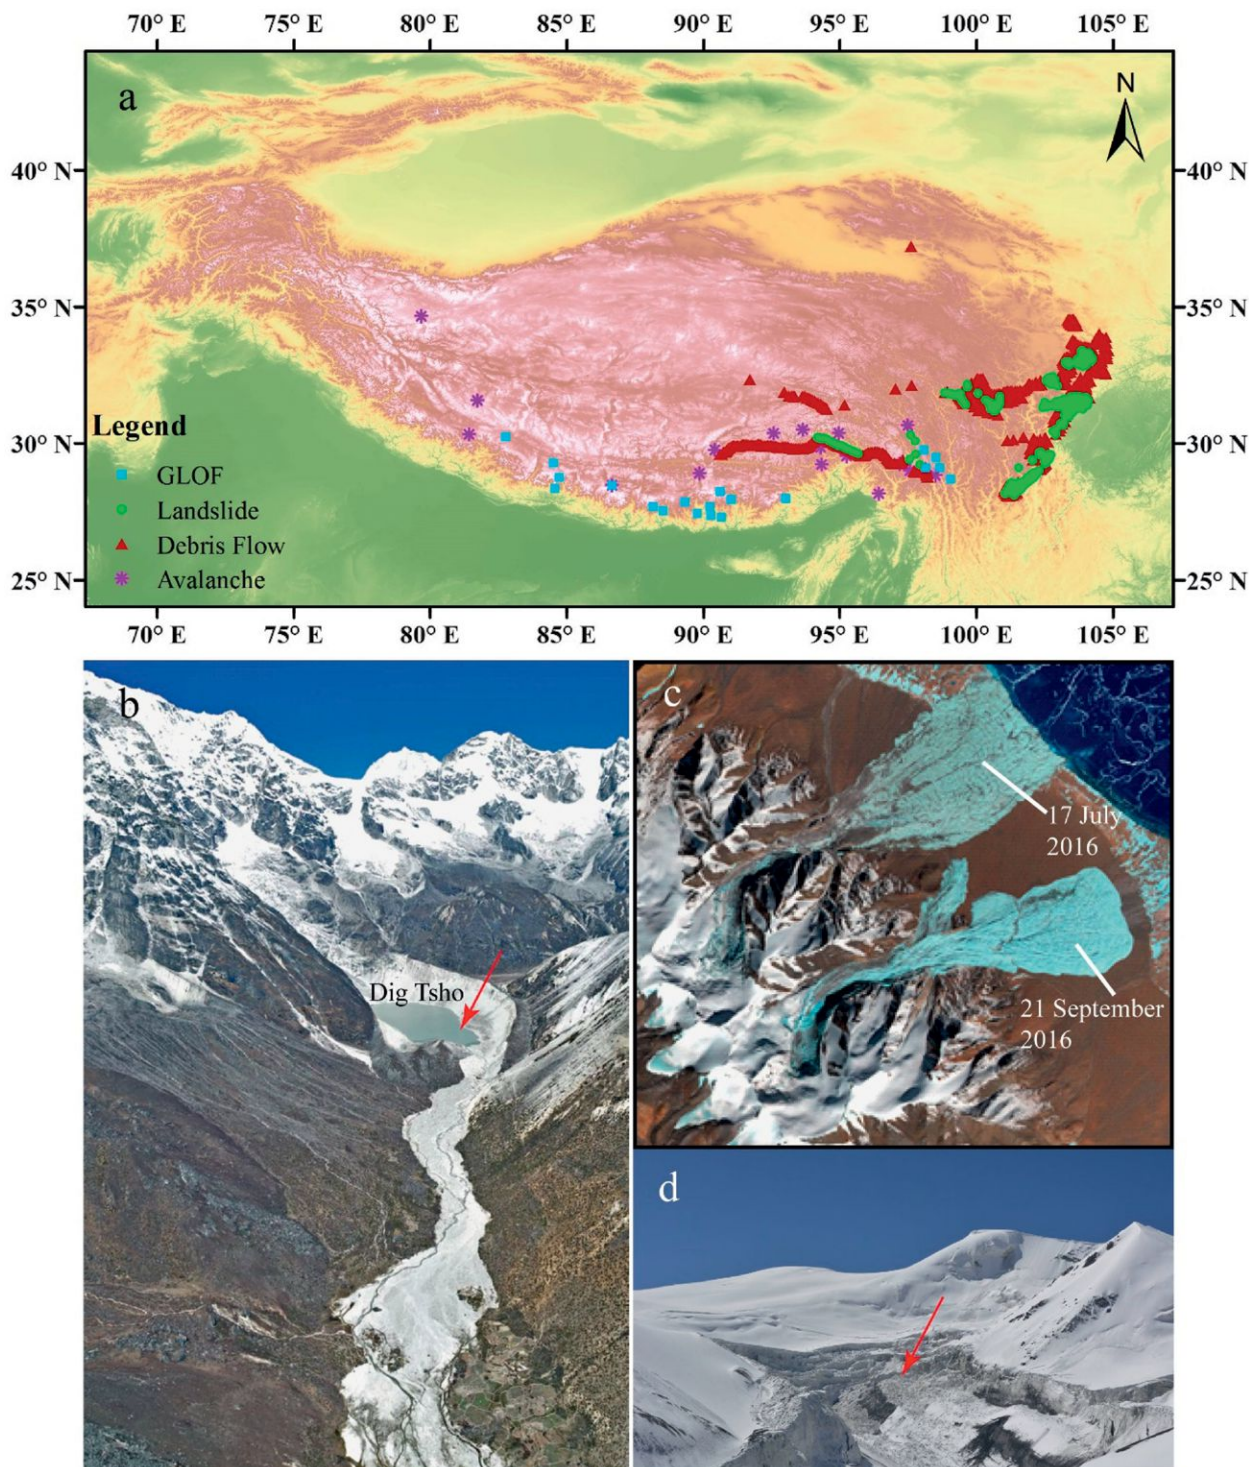 70° E 75° E 80° E 85° E 90° E 95° E 100° E 105° E
a
N
40° N 40° N
35° N 35° N
30° N 30° N
Legend
GLOF
Landslide
Debris Flow
Avalanche
25° N 25° N
70° E 75° E 80° E 85° E 90° E 95° E 100° E 105° E
b
Dig Tsho
c
17 July
2016
21 September
2016
d